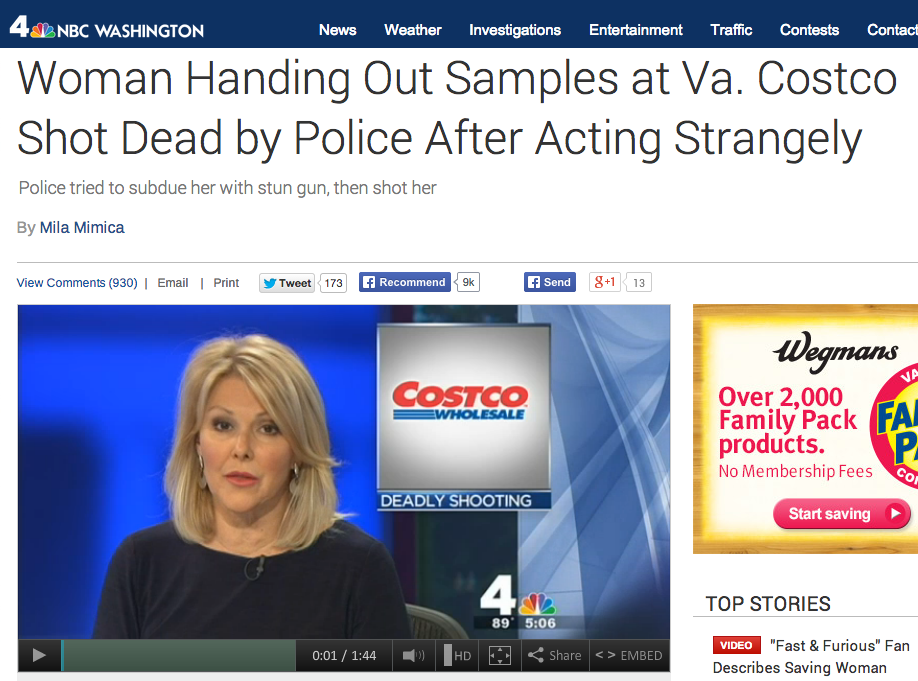 4 NBC WASHINGTON
News Weather Investigations Entertainment Traffic Contests Contact
Woman Handing Out Samples at Va. Costco
Shot Dead by Police After Acting Strangely
Police tried to subdue her with stun gun, then shot her
By Mila Mimica
View Comments (930) | Email | Print Tweet 173 Recommend 9k Send g+1 13
COSTCO
WHOLESALE
DEADLY SHOOTING
4
89° 5:06
0:01 / 1:44 HD Share < > EMBED
Wegmans
Over 2,000
Family Pack
products.
No Membership Fees
Start saving
TOP STORIES
VIDEO "Fast & Furious" Fan
Describes Saving Woman